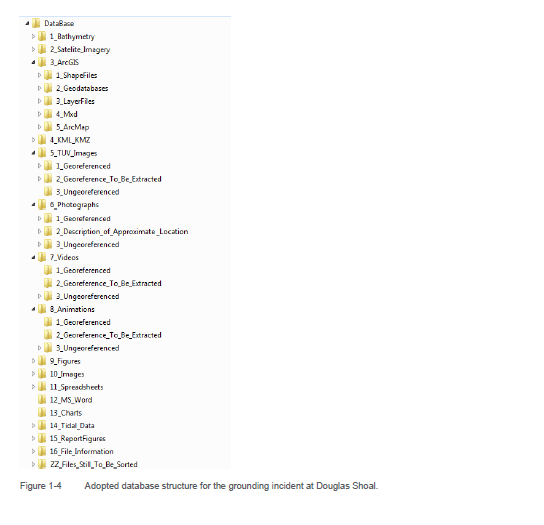 DataBase
1_Bathymetry
2_Satelite_Imagery
3_ArcGIS
1_ShapeFiles
2_Geodatabases
3_LayerFiles
4_Mxd
5_ArcMap
4_KML_KMZ
5_TUV_Images
1_Georeferenced
2_Georeference_To_Be_Extracted
3_Ungeoreferenced
6_Photographs
1_Georeferenced
2_Description_of_Approximate_Location
3_Ungeoreferenced
7_Videos
1_Georeferenced
2_Georeference_To_Be_Extracted
3_Ungeoreferenced
8_Animations
1_Georeferenced
2_Georeference_To_Be_Extracted
3_Ungeoreferenced
9_Figures
10_Images
11_Spreadsheets
12_MS_Word
13_Charts
14_Tidal_Data
15_ReportFigures
16_File_Information
ZZ_Files_Still_To_Be_Sorted
Figure 1-4 Adopted database structure for the grounding incident at Douglas Shoal.